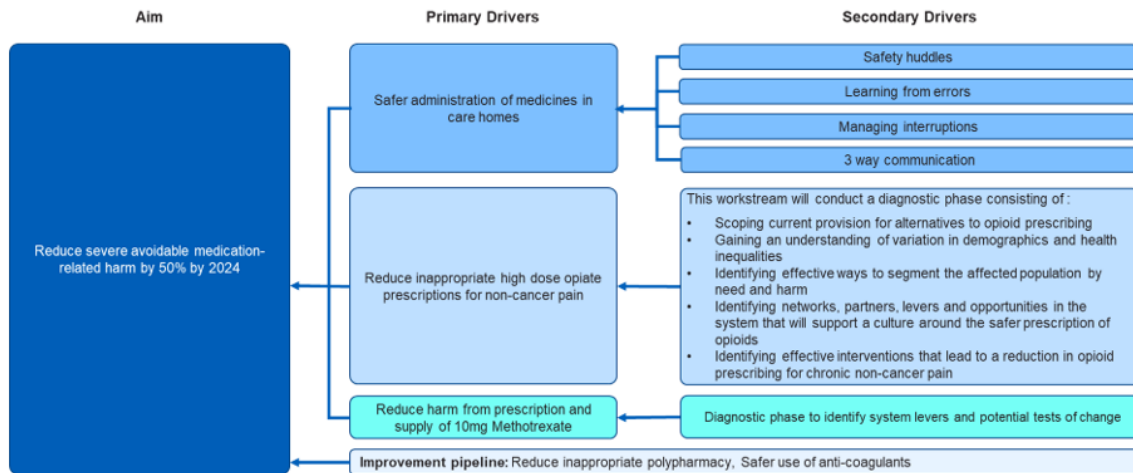 Aim
Primary Drivers
Secondary Drivers
Reduce severe avoidable medication-
related harm by 50% by 2024
Safer administration of medicines in
care homes
Safety huddles
Learning from errors
Managing interruptions
3 way communication
Reduce inappropriate high dose opiate
prescriptions for non-cancer pain
This workstream will conduct a diagnostic phase consisting of :
• Scoping current provision for alternatives to opioid prescribing
• Gaining an understanding of variation in demographics and health
inequalities
• Identifying effective ways to segment the affected population by
need and harm
• Identifying networks, partners, levers and opportunities in the
system that will support a culture around the safer prescription of
opioids
• Identifying effective interventions that lead to a reduction in opioid
prescribing for chronic non-cancer pain
Reduce harm from prescription and
supply of 10mg Methotrexate
Diagnostic phase to identify system levers and potential tests of change
Improvement pipeline: Reduce inappropriate polypharmacy, Safer use of anti-coagulants